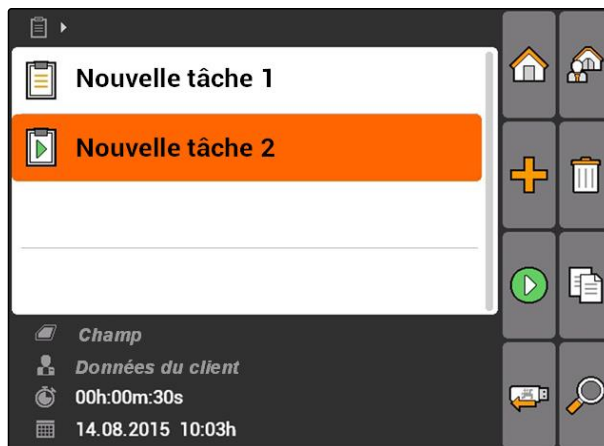 Nouvelle tâche 1
Nouvelle tâche 2
Champ
Données du client
00h:00m:30s
14.08.2015 10:03h